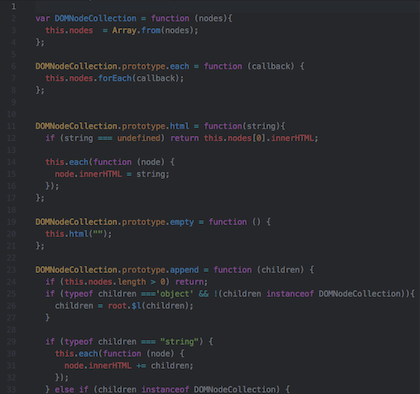 1
2 var DOMNodeCollection = function (nodes){
3   this.nodes  = Array.from(nodes);
4 };
5
6 DOMNodeCollection.prototype.each = function (callback) {
7   this.nodes.forEach(callback);
8 };
9
10
11 DOMNodeCollection.prototype.html = function(string){
12   if (string === undefined) return this.nodes[0].innerHTML;
13
14   this.each(function (node) {
15     node.innerHTML = string;
16   });
17 };
18
19 DOMNodeCollection.prototype.empty = function () {
20   this.html("");
21 };
22
23 DOMNodeCollection.prototype.append = function (children) {
24   if (this.nodes.length > 0) return;
25   if (typeof children ==='object' && !(children instanceof DOMNodeCollection)){
26     children = root.$l(children);
27   }
28
29   if (typeof children === "string") {
30     this.each(function (node) {
31       node.innerHTML += children;
32     });
33   } else if (children instanceof DOMNodeCollection) {